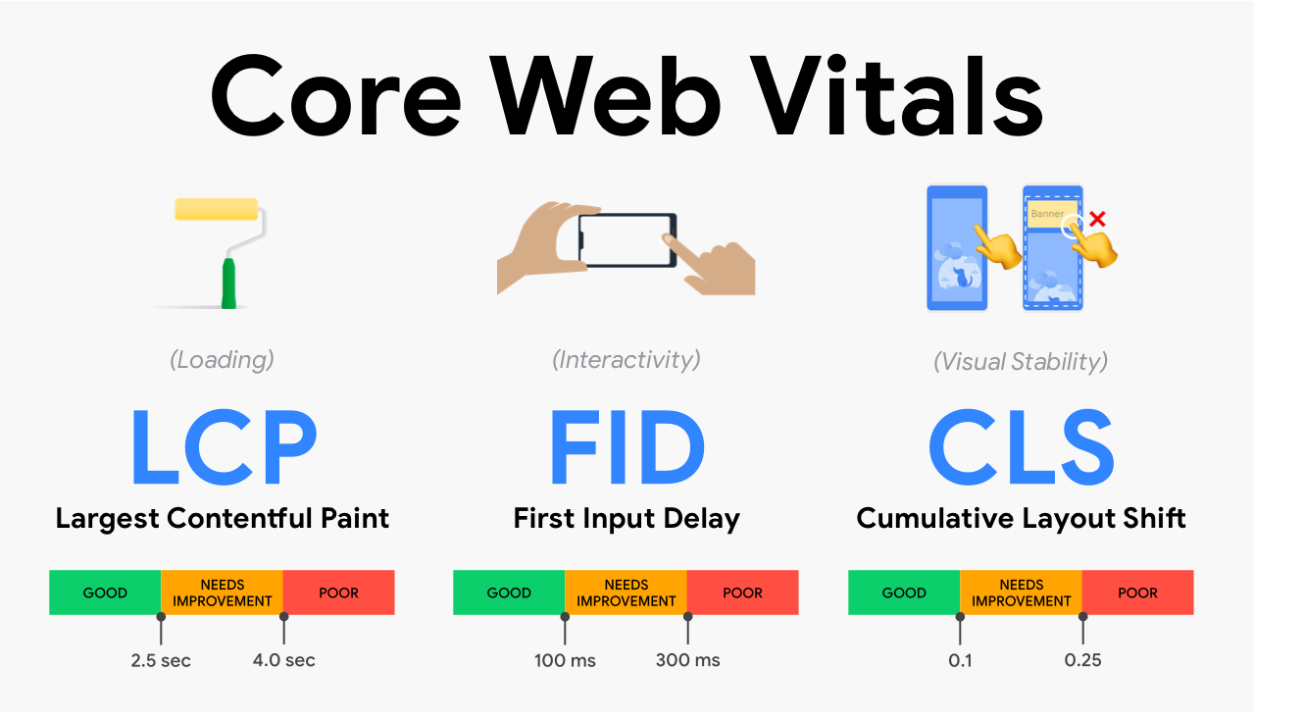 Core Web Vitals
Banner
(Loading)
(Interactivity)
(Visual Stability)
LCP
FID
CLS
Largest Contentful Paint
First Input Delay
Cumulative Layout Shift
GOOD
NEEDS
IMPROVEMENT
POOR
GOOD
NEEDS
IMPROVEMENT
POOR
GOOD
NEEDS
IMPROVEMENT
POOR
2.5 sec
4.0 sec
100 ms
300 ms
0.1
0.25